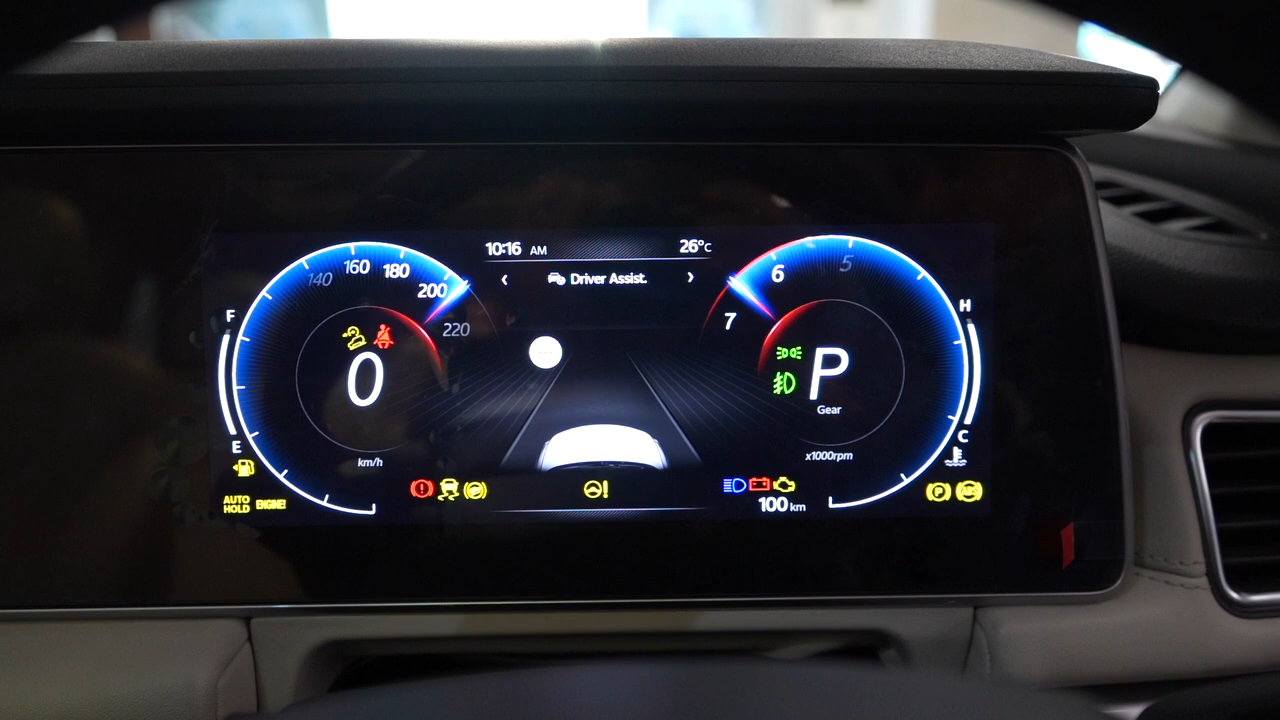 10:16 AM
26°C
‹ Driver Assist. ›
140
160
180
200
220
7
6
5
F
E
H
C
0
km/h
P
Gear
x1000rpm
AUTO
HOLD
ENGINE!
100 km
P
ABS